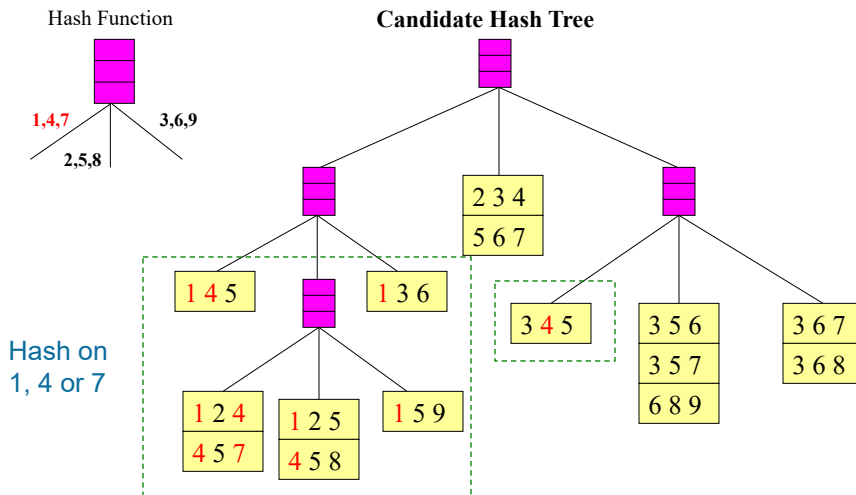 Hash Function
Candidate Hash Tree
1,4,7
3,6,9
2,5,8
2 3 4
5 6 7
1 4 5
1 3 6
3 4 5
3 5 6
3 6 7
Hash on
1, 4 or 7
3 5 7
3 6 8
6 8 9
1 2 4
1 2 5
1 5 9
4 5 7
4 5 8